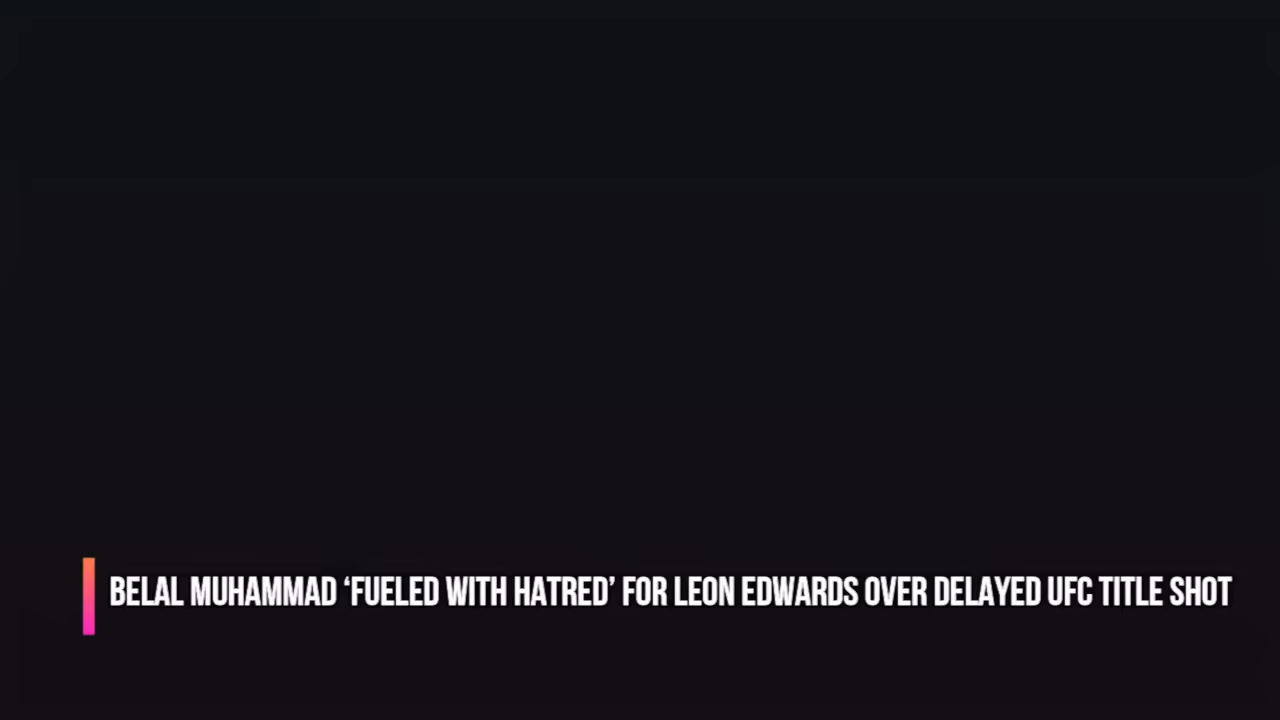 BELAL MUHAMMAD ‘FUELED WITH HATRED’ FOR LEON EDWARDS OVER DELAYED UFC TITLE SHOT